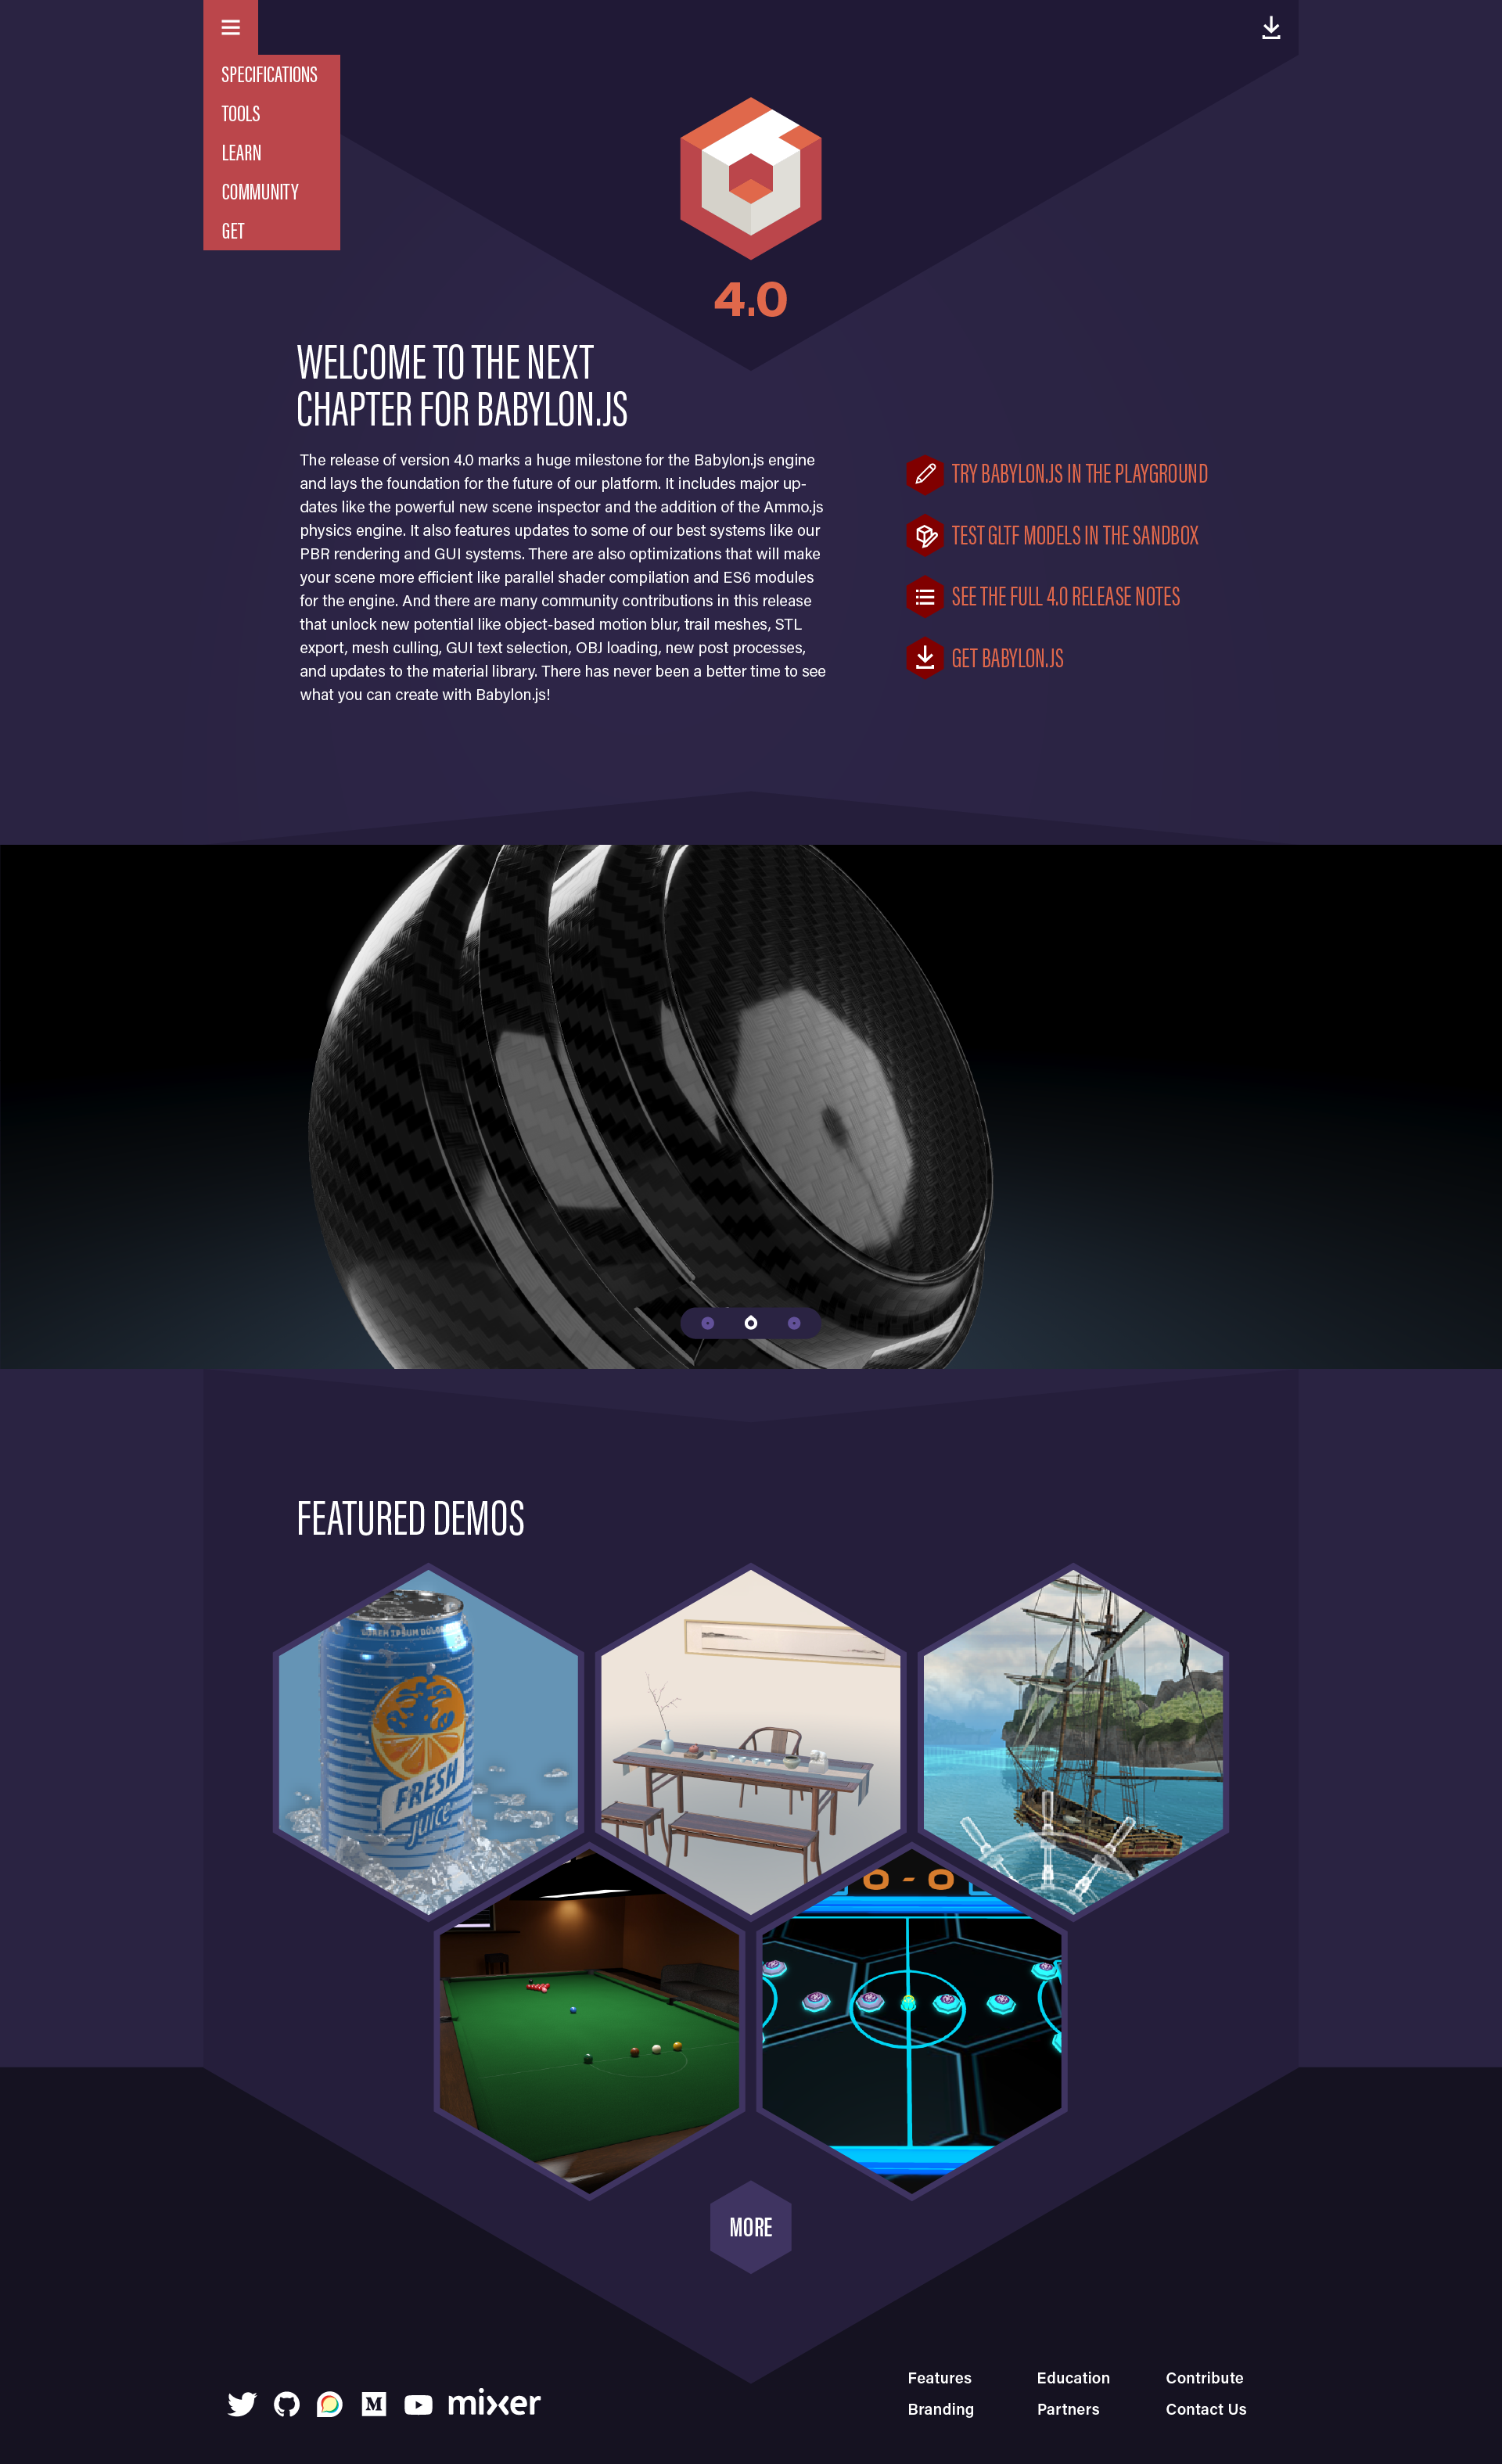 SPECIFICATIONS
TOOLS
LEARN
COMMUNITY
GET
4.0
WELCOME TO THE NEXT
CHAPTER FOR BABYLON.JS
The release of version 4.0 marks a huge milestone for the Babylon.js engine
and lays the foundation for the future of our platform. It includes major up-
dates like the powerful new scene inspector and the addition of the Ammo.js
physics engine. It also features updates to some of our best systems like our
PBR rendering and GUI systems. There are also optimizations that will make
your scene more efficient like parallel shader compilation and ES6 modules
for the engine. And there are many community contributions in this release
that unlock new potential like object-based motion blur, trail meshes, STL
export, mesh culling, GUI text selection, OBJ loading, new post processes,
and updates to the material library. There has never been a better time to see
what you can create with Babylon.js!
TRY BABYLON.JS IN THE PLAYGROUND
TEST GLTF MODELS IN THE SANDBOX
SEE THE FULL 4.0 RELEASE NOTES
GET BABYLON.JS
FEATURED DEMOS
LOREM IPSUM DOLOR
FRESH
juice
0 - 0
MORE
M
mixer
Features
Education
Contribute
Branding
Partners
Contact Us